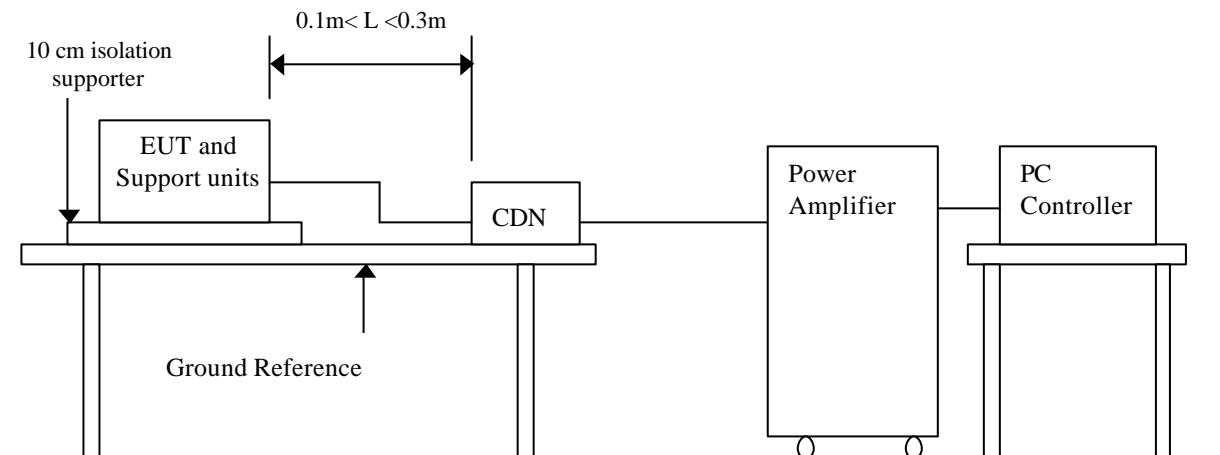 0.1m< L <0.3m
10 cm isolation
supporter
EUT and
Support units
CDN
Power
Amplifier
PC
Controller
Ground Reference